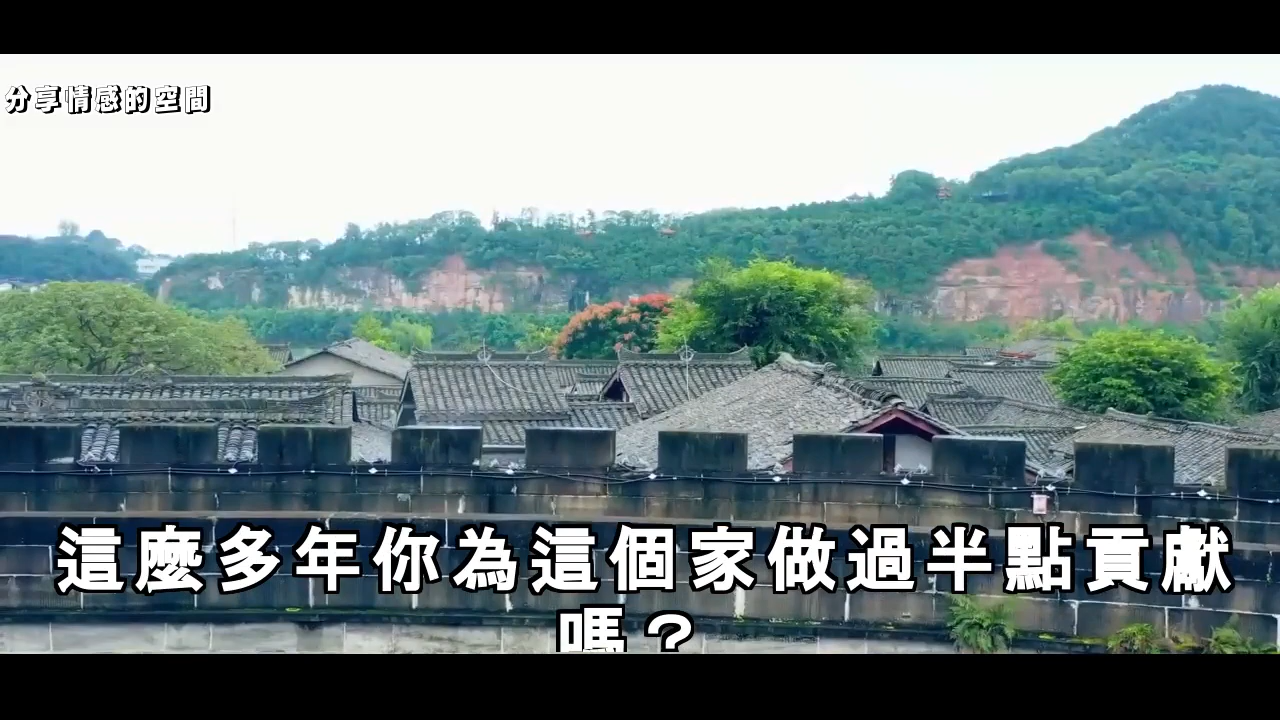 分享情感的空間
這麼多年你為這個家做過半點貢獻
嗎？